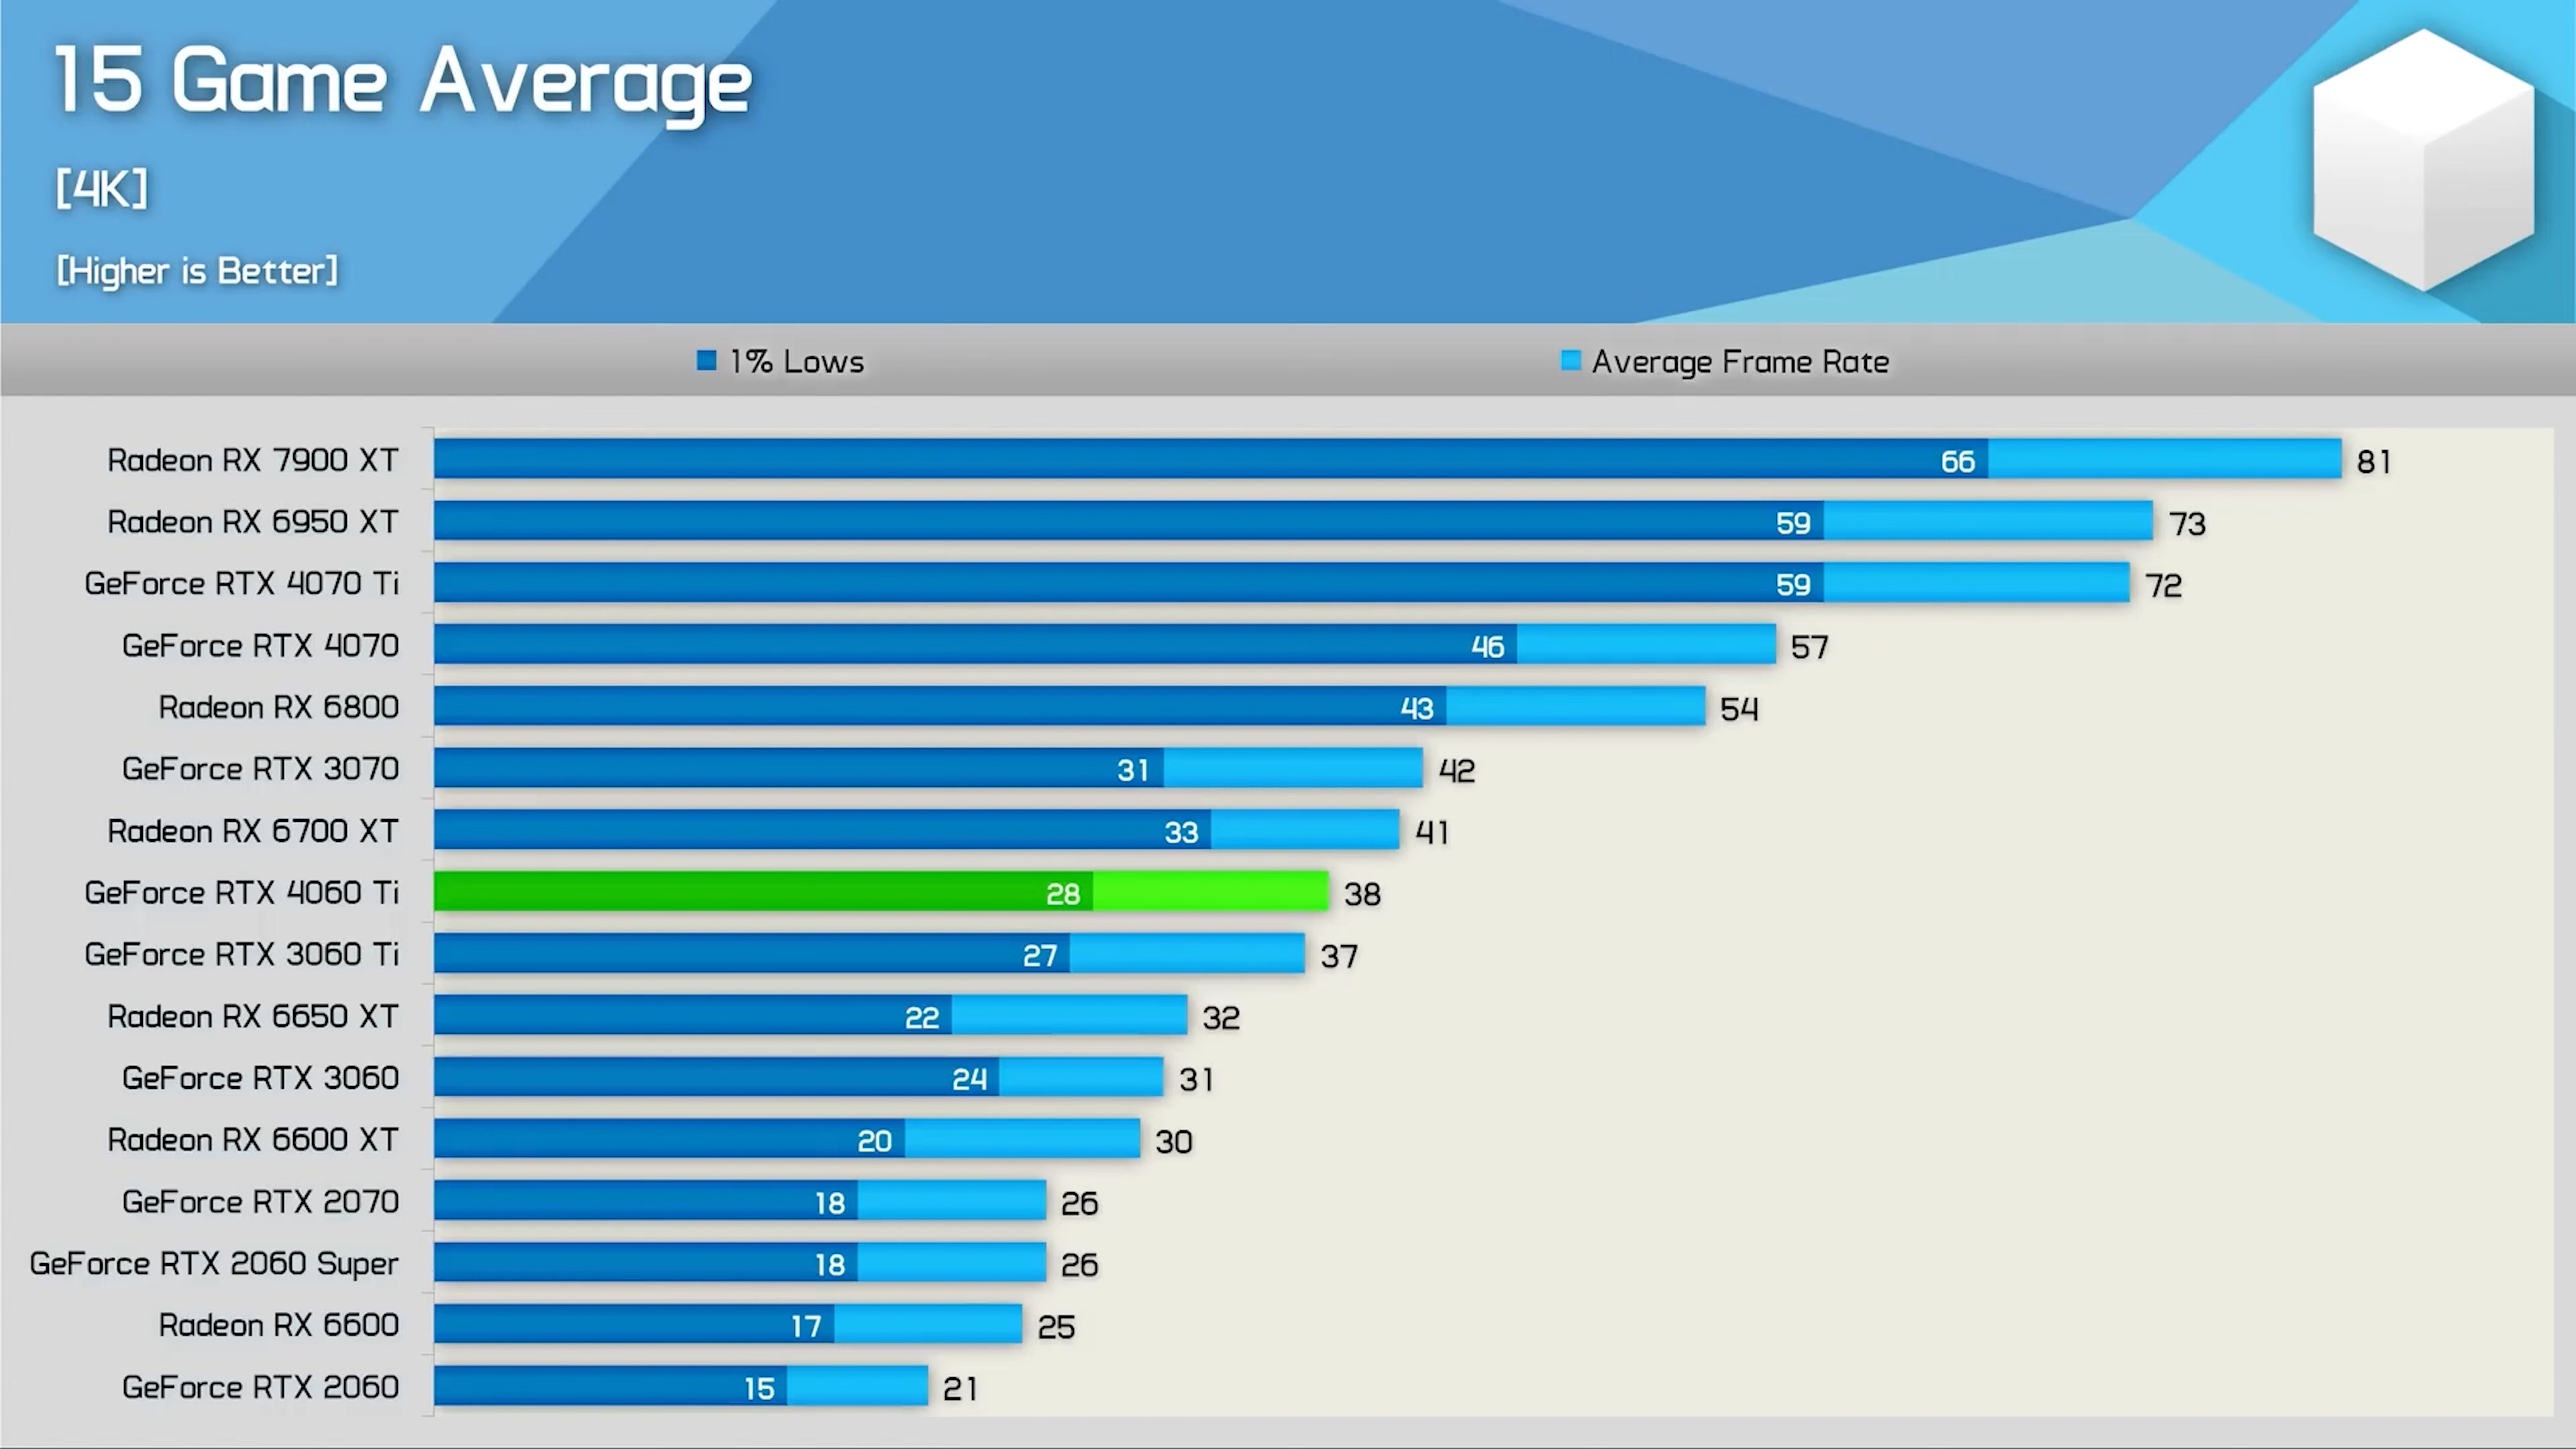 15 Game Average
[4K]
[Higher is Better]
1% Lows Average Frame Rate
Radeon RX 7900 XT 66 81
Radeon RX 6950 XT 59 73
GeForce RTX 4070 Ti 59 72
GeForce RTX 4070 46 57
Radeon RX 6800 43 54
GeForce RTX 3070 31 42
Radeon RX 6700 XT 33 41
GeForce RTX 4060 Ti 28 38
GeForce RTX 3060 Ti 27 37
Radeon RX 6650 XT 22 32
GeForce RTX 3060 24 31
Radeon RX 6600 XT 20 30
GeForce RTX 2070 18 26
GeForce RTX 2060 Super 18 26
Radeon RX 6600 17 25
GeForce RTX 2060 15 21